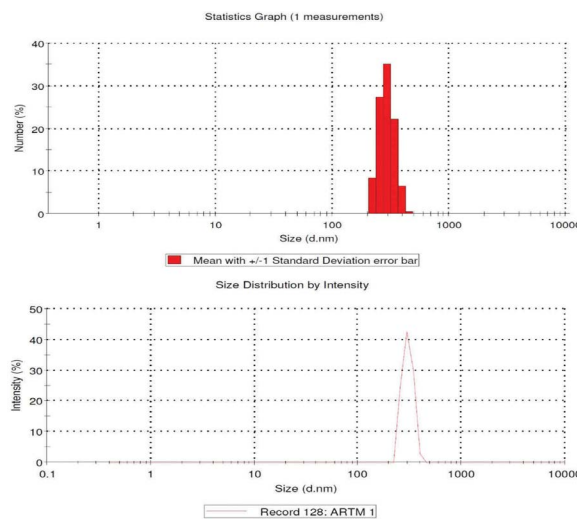 Statistics Graph (1 measurements)
40
30
20
10
0
Number (%)
1 10 100 1000 10000
Size (d.nm)
Mean with +/-1 Standard Deviation error bar
Size Distribution by Intensity
50
40
30
20
10
0
Intensity (%)
0.1 1 10 100 1000 10000
Size (d.nm)
Record 128: ARTM 1